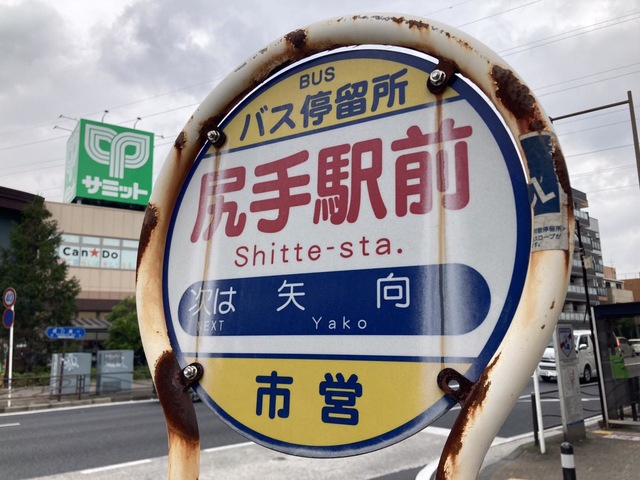 BUS
バス停留所
尻手駅前
Shitte-sta.
次は 矢向
NEXT Yako
市営
サミット
Can★Do